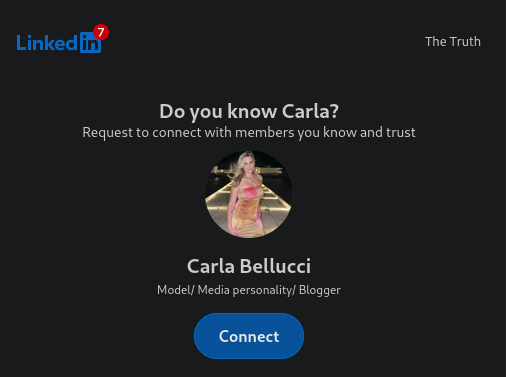 Linkedin
7
The Truth
Do you know Carla?
Request to connect with members you know and trust
Carla Bellucci
Model/ Media personality/ Blogger
Connect